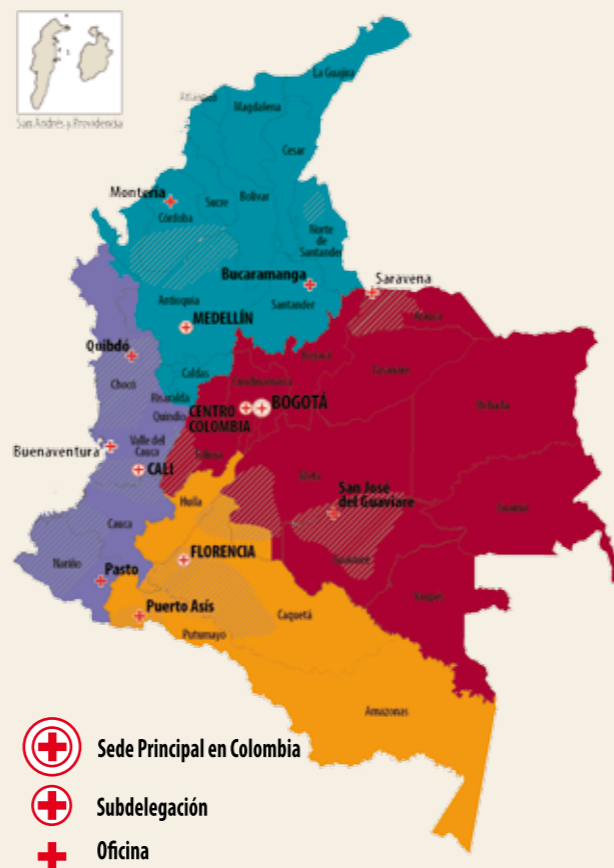 La Guajira
Atlántico
Magdalena
San Andrés y Providencia
Cesar
Montería
Sucre
Bolívar
Córdoba
Norte
de
Santander
Bucaramanga
Saravena
Antioquia
Santander
Arauca
MEDELLÍN
Quibdó
Boyacá
Caldas
Cundinamarca
Casanare
Chocó
Risaralda
CENTRO
COLOMBIA
BOGOTÁ
Vichada
Quindío
Buenaventura
Valle del
Cauca
Tolima
CALI
Meta
San José
del Guaviare
Huila
Guainía
Cauca
FLORENCIA
Guaviare
Nariño
Pasto
Vaupés
Puerto Asís
Caquetá
Putumayo
Amazonas
Sede Principal en Colombia
Subdelegación
Oficina